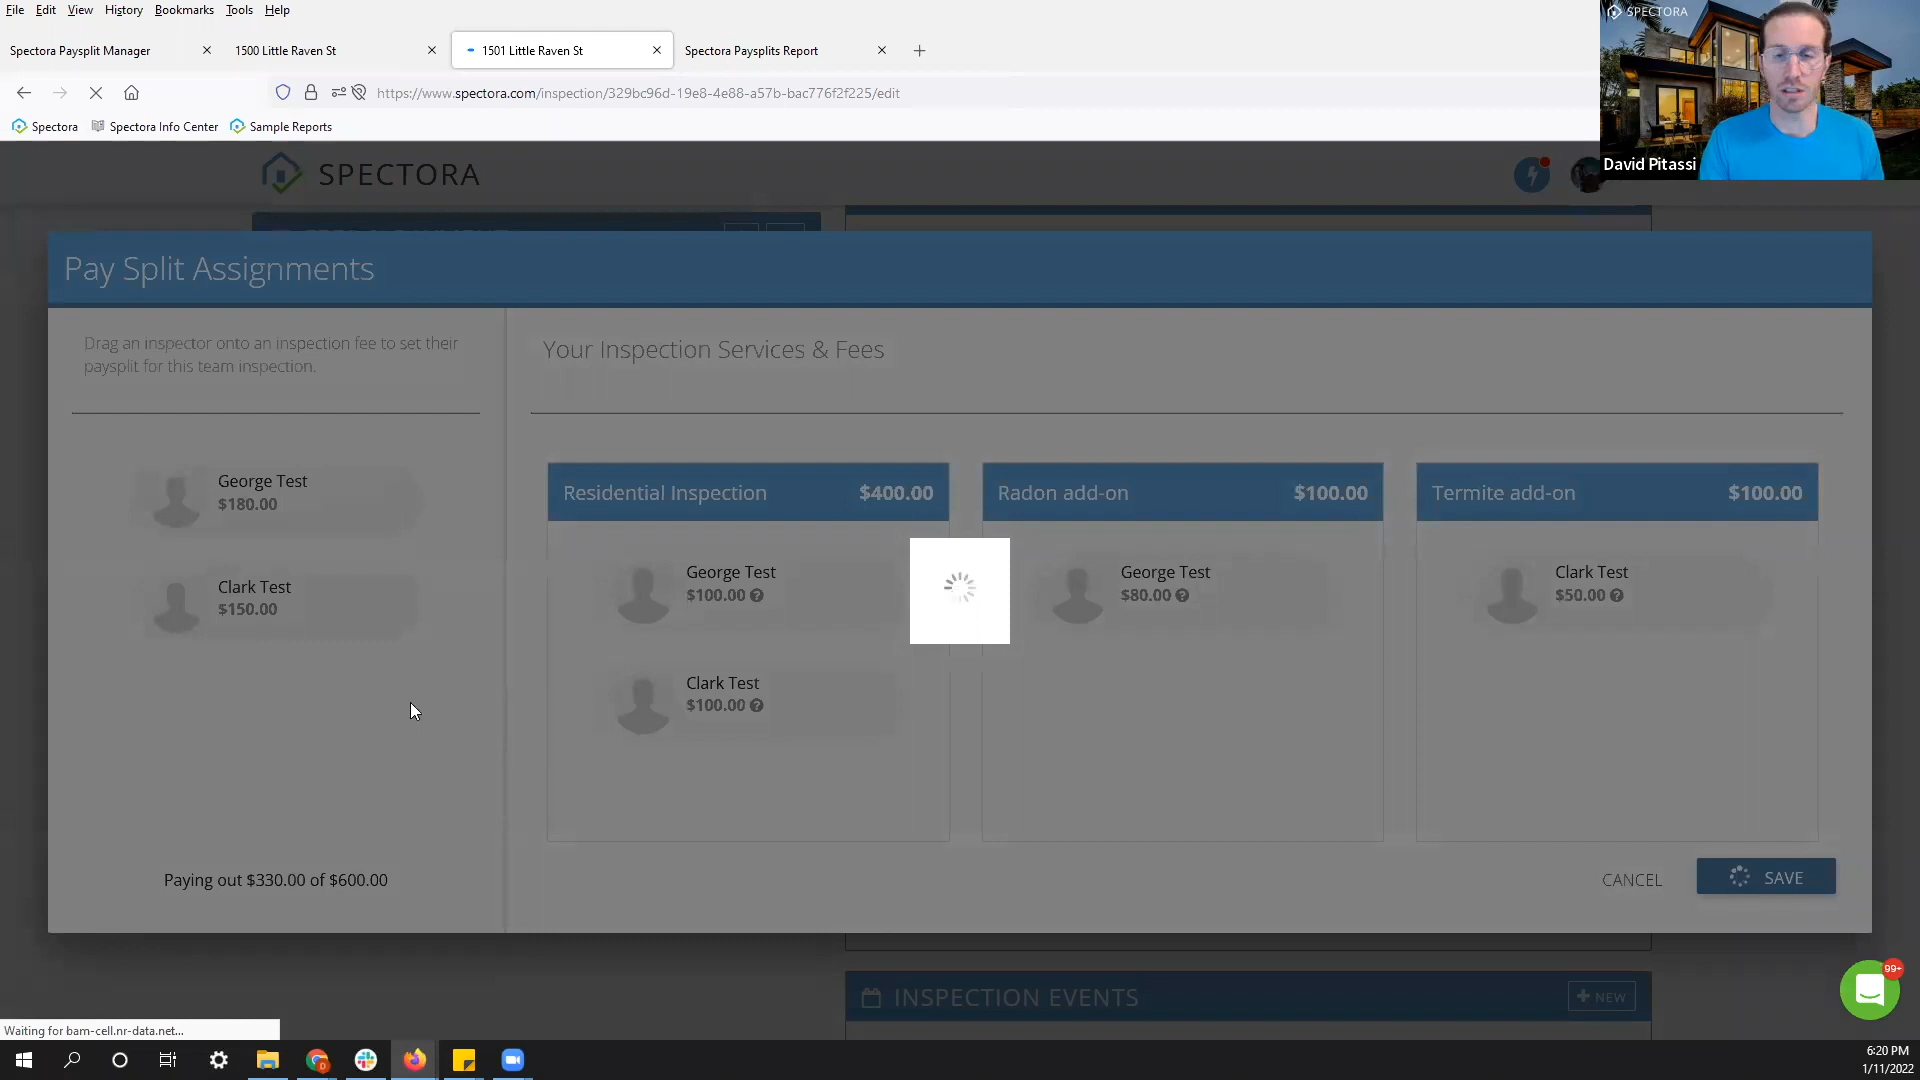 File Edit View History Bookmarks Tools Help
SPECTORA
Spectora Paysplit Manager
1500 Little Raven St
1501 Little Raven St
Spectora Paysplits Report
https://www.spectora.com/inspection/329bc96d-19e8-4e88-a57b-bac776f2f225/edit
Spectora
Spectora Info Center
Sample Reports
David Pitassi
SPECTORA
Pay Split Assignments
Drag an inspector onto an inspection fee to set their
paysplit for this team inspection.
George Test
$180.00
Clark Test
$150.00
Paying out $330.00 of $600.00
Your Inspection Services & Fees
Residential Inspection $400.00
George Test
$100.00
Clark Test
$100.00
Radon add-on $100.00
George Test
$80.00
Termite add-on $100.00
Clark Test
$50.00
CANCEL
SAVE
INSPECTION EVENTS
+ NEW
99+
Waiting for bam-cell.nr-data.net...
6:20 PM
1/11/2022